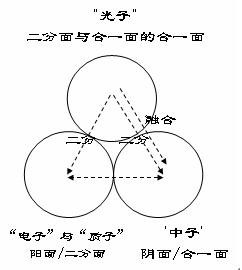 "光子"
二分面与合一面的合一面
融合
二分 二分
“电子”与“质子” '中子'
阳面/二分面 阴面/合一面